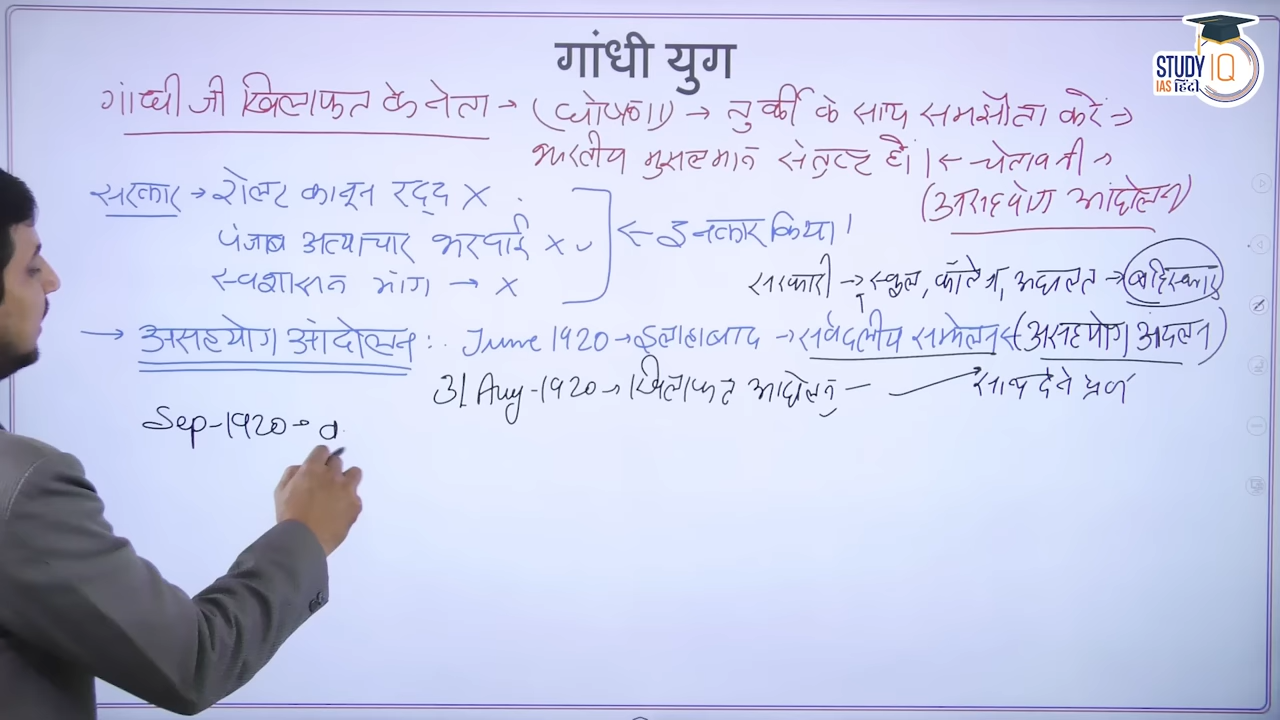 गांधी युग
STUDY IQ
IAS हिंदी
गांधी जी खिलाफत के नेता → (घोषणा) → तुर्की के साथ समझौता करें →
भारतीय मुसलमान संतुष्ट हों। ← चेतावनी →
(असहयोग आंदोलन)
सरकार → रौलट कानून रद्द X
पंजाब अत्याचार भरपाई X
स्वशासन मांग → X
← इनकार किया।
सरकारी → स्कूल, कॉलेज, अदालत → बहिष्कार
→ असहयोग आंदोलन : June 1920 → इलाहाबाद → सर्वदलीय सम्मेलन ← (असहयोग आंदोलन)
31 Aug-1920 → खिलाफत आंदोलन — → साथ देने
Sep-1920 →